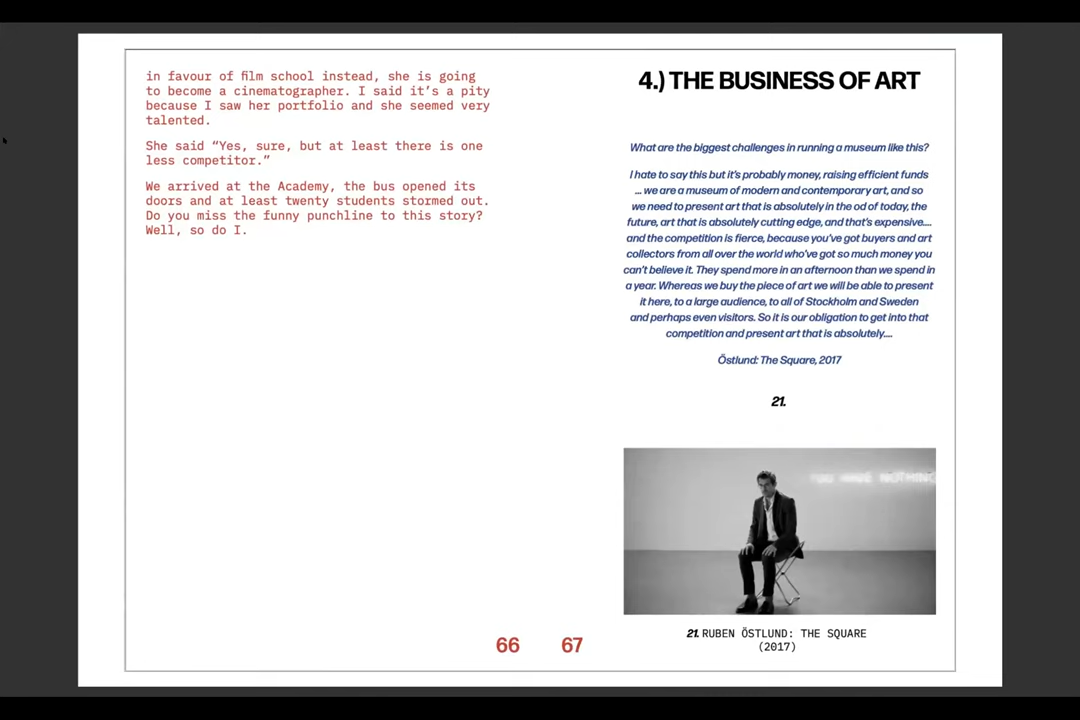 in favour of film school instead, she is going
to become a cinematographer. I said it's a pity
because I saw her portfolio and she seemed very
talented.
She said “Yes, sure, but at least there is one
less competitor.”
We arrived at the Academy, the bus opened its
doors and at least twenty students stormed out.
Do you miss the funny punchline to this story?
Well, so do I.
66
4.) THE BUSINESS OF ART
What are the biggest challenges in running a museum like this?
I hate to say this but it's probably money, raising efficient funds
... we are a museum of modern and contemporary art, and so
we need to present art that is absolutely in the od of today, the
future, art that is absolutely cutting edge, and that's expensive....
and the competition is fierce, because you've got buyers and art
collectors from all over the world who've got so much money you
can't believe it. They spend more in an afternoon than we spend in
a year. Whereas we buy the piece of art we will be able to present
it here, to a large audience, to all of Stockholm and Sweden
and perhaps even visitors. So it is our obligation to get into that
competition and present art that is absolutely....
Östlund: The Square, 2017
21.
YOU HAVE NOTHING
21. RUBEN ÖSTLUND: THE SQUARE
(2017)
67